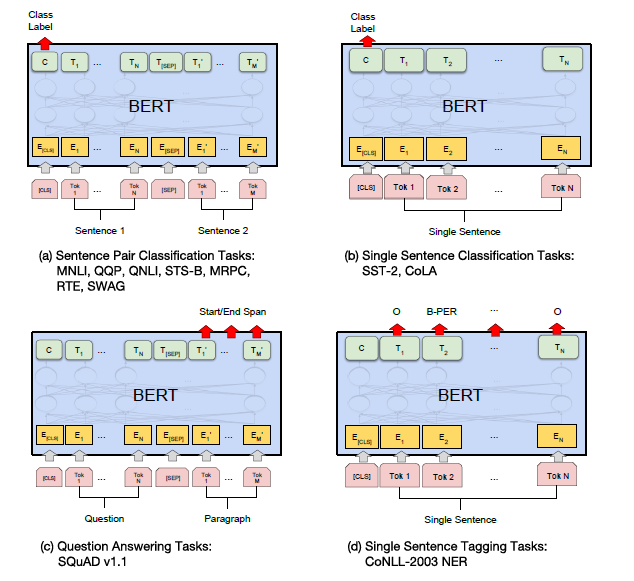 Class
Label
C T1 ... TN T[SEP] T1' ... TM'
BERT
E[CLS] E1 ... EN E[SEP] E1' ... EM'
[CLS] Tok 1 ... Tok N [SEP] Tok 1 ... Tok M
Sentence 1 Sentence 2
(a) Sentence Pair Classification Tasks:
MNLI, QQP, QNLI, STS-B, MRPC,
RTE, SWAG
Class
Label
C T1 T2 ... TN
BERT
E[CLS] E1 E2 ... EN
[CLS] Tok 1 Tok 2 ... Tok N
Single Sentence
(b) Single Sentence Classification Tasks:
SST-2, CoLA
Start/End Span
C T1 ... TN T[SEP] T1' ... TM'
BERT
E[CLS] E1 ... EN E[SEP] E1' ... EM'
[CLS] Tok 1 ... Tok N [SEP] Tok 1 ... Tok M
Question Paragraph
(c) Question Answering Tasks:
SQuAD v1.1
O B-PER ... O
C T1 T2 ... TN
BERT
E[CLS] E1 E2 ... EN
[CLS] Tok 1 Tok 2 ... Tok N
Single Sentence
(d) Single Sentence Tagging Tasks:
CoNLL-2003 NER